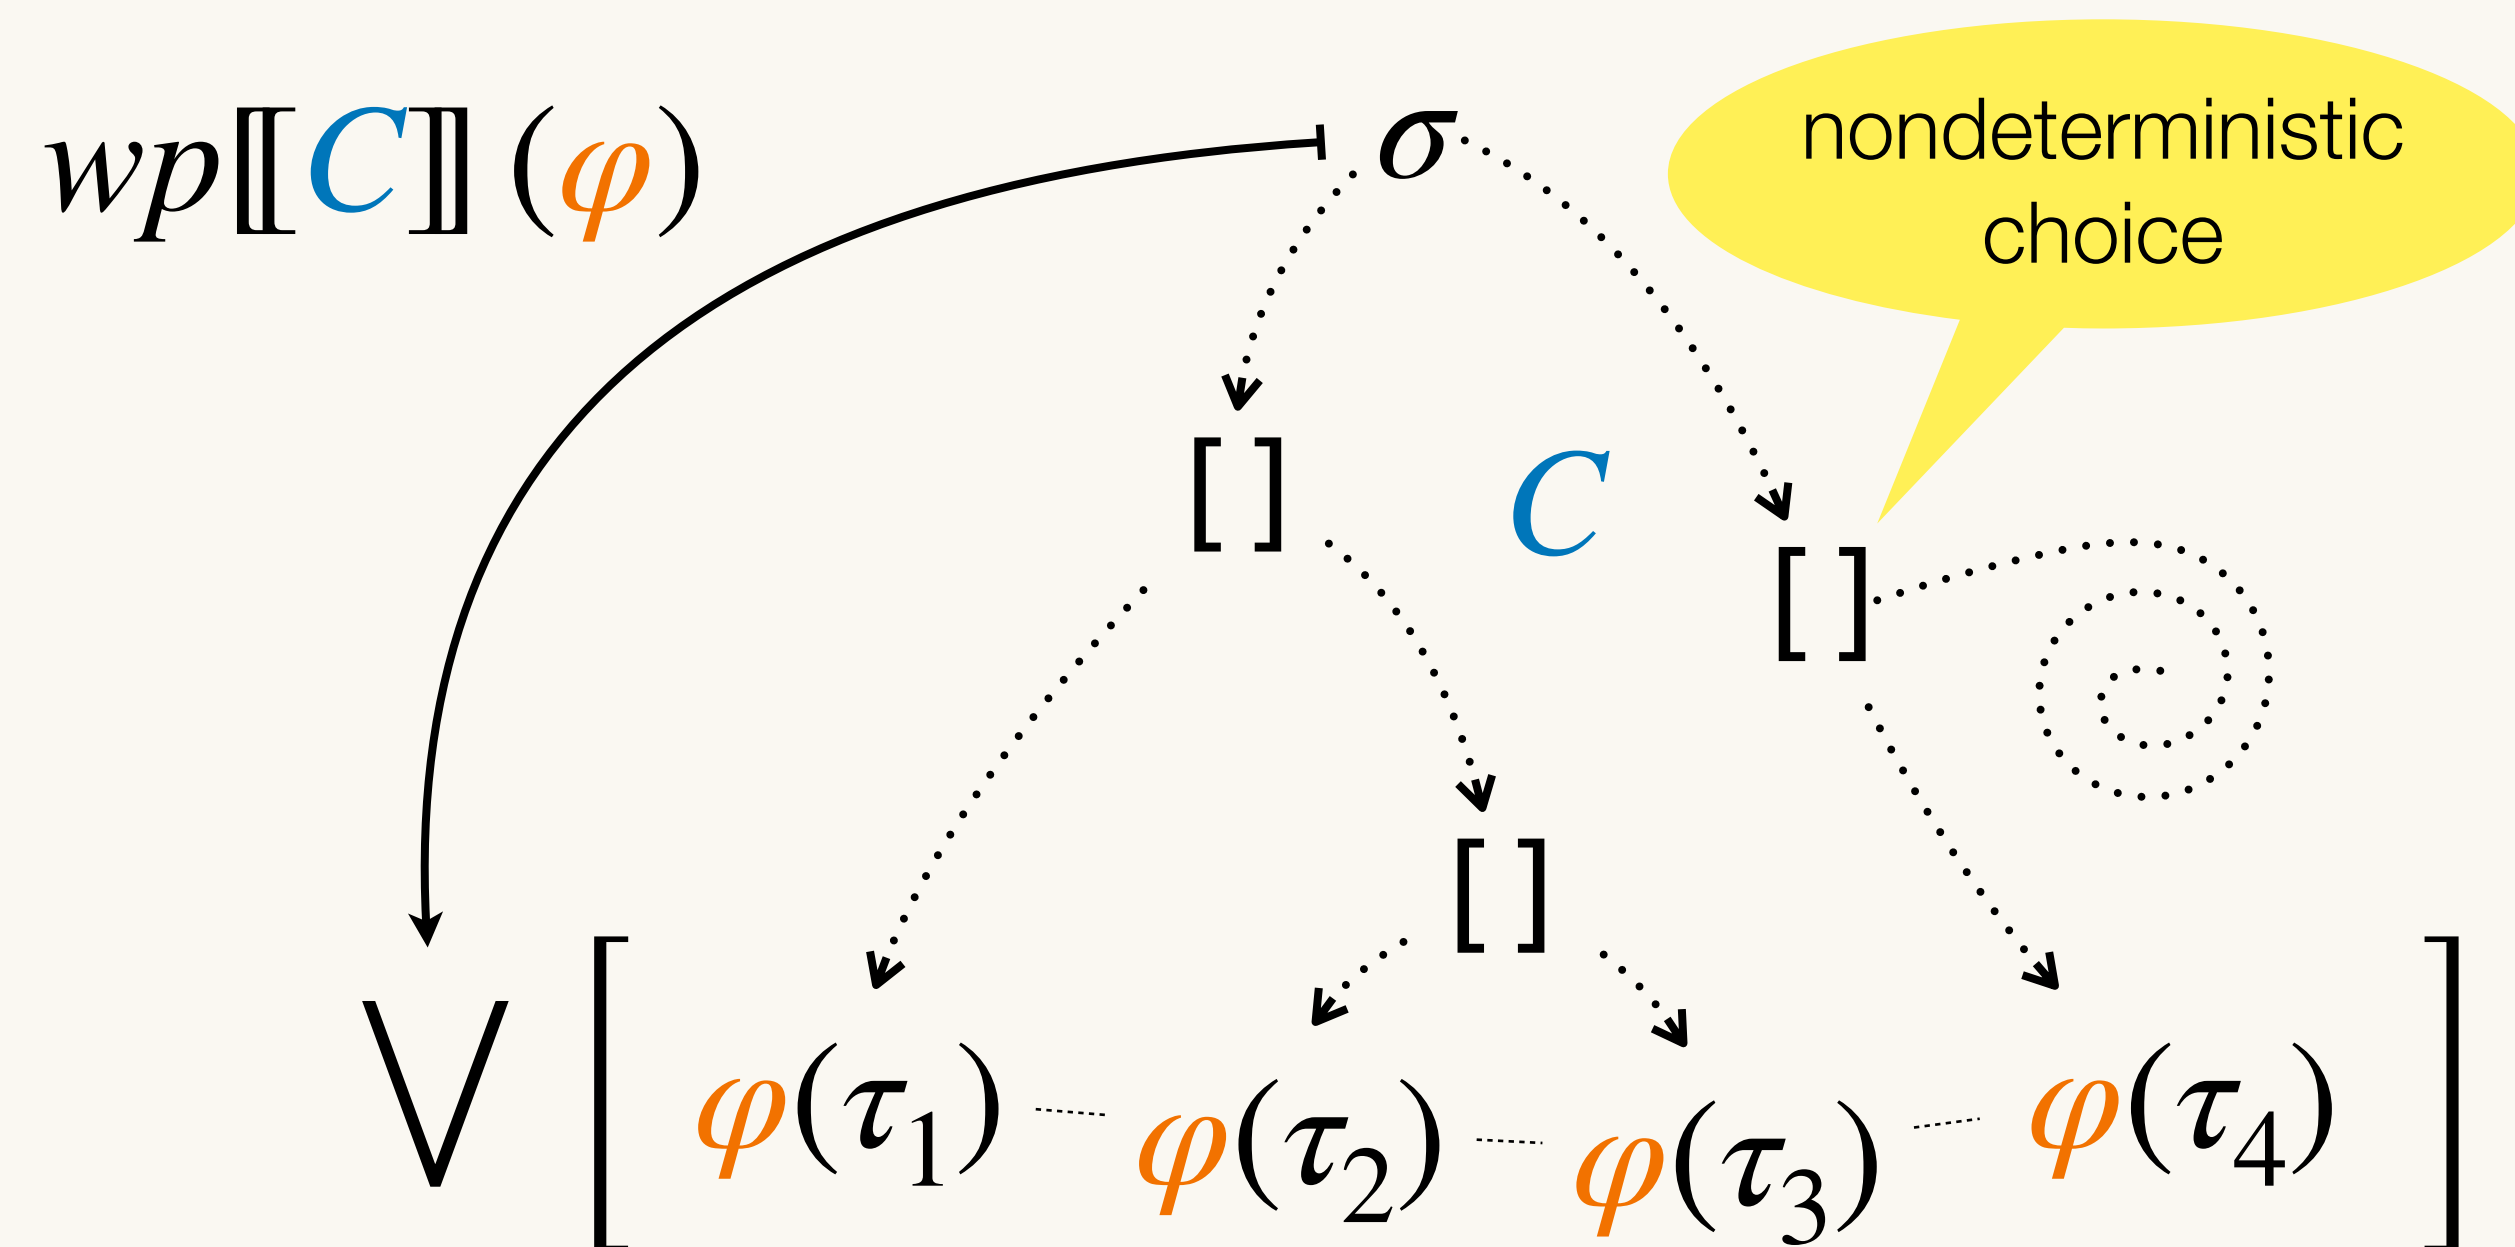 wp⟦C⟧ (φ)
σ
nondeterministic
choice
[ ]
C
[ ]
[ ]
⋁ [ φ(τ₁) φ(τ₂) φ(τ₃) φ(τ₄) ]